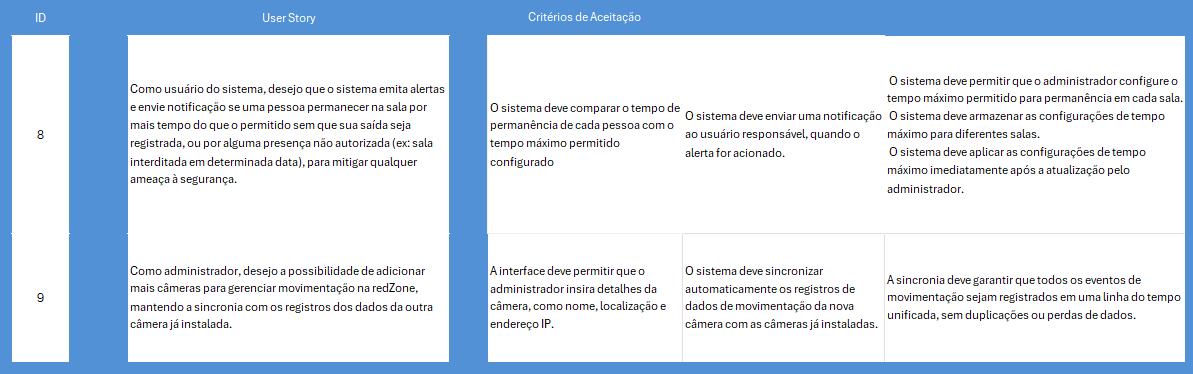 ID
User Story
Critérios de Aceitação
8
Como usuário do sistema, desejo que o sistema emita alertas
e envie notificação se uma pessoa permanecer na sala por
mais tempo do que o permitido sem que sua saída seja
registrada, ou por alguma presença não autorizada (ex: sala
interditada em determinada data), para mitigar qualquer
ameaça à segurança.
O sistema deve comparar o tempo de
permanência de cada pessoa com o
tempo máximo permitido
configurado
O sistema deve enviar uma notificação
ao usuário responsável, quando o
alerta for acionado.
O sistema deve permitir que o administrador configure o
tempo máximo permitido para permanência em cada sala.
O sistema deve armazenar as configurações de tempo
máximo para diferentes salas.
O sistema deve aplicar as configurações de tempo
máximo imediatamente após a atualização pelo
administrador.
9
Como administrador, desejo a possibilidade de adicionar
mais câmeras para gerenciar movimentação na redZone,
mantendo a sincronia com os registros dos dados da outra
câmera já instalada.
A interface deve permitir que o
administrador insira detalhes da
câmera, como nome, localização e
endereço IP.
O sistema deve sincronizar
automaticamente os registros de
dados de movimentação da nova
câmera com as câmeras já instaladas.
A sincronia deve garantir que todos os eventos de
movimentação sejam registrados em uma linha do tempo
unificada, sem duplicações ou perdas de dados.